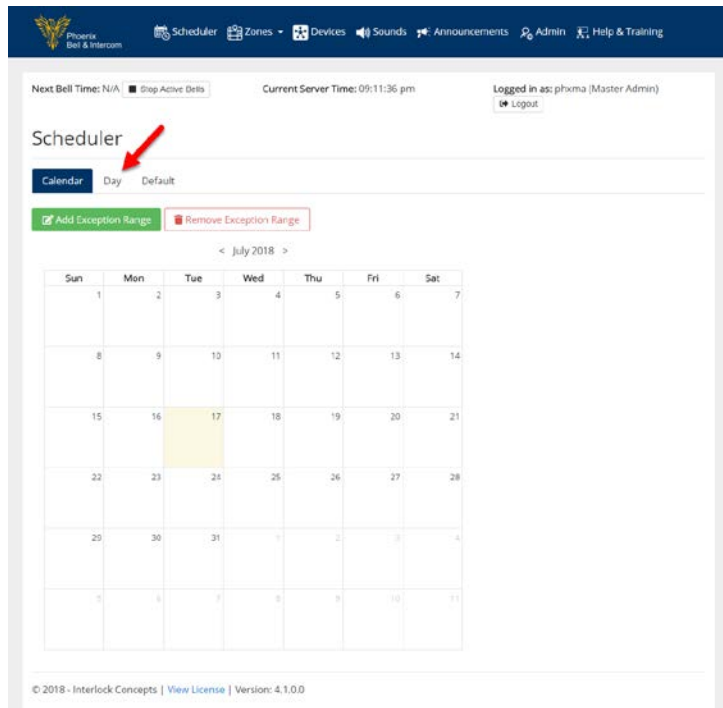 Phoenix
Bell & Intercom
Scheduler Zones Devices Sounds Announcements Admin Help & Training
Next Bell Time: N/A Stop Active Bells Current Server Time: 09:11:36 pm Logged in as: phxma (Master Admin)
Logout
Scheduler
Calendar Day Default
Add Exception Range Remove Exception Range
< July 2018 >
Sun Mon Tue Wed Thu Fri Sat
1 2 3 4 5 6 7
8 9 10 11 12 13 14
15 16 17 18 19 20 21
22 23 24 25 26 27 28
29 30 31 1 2 3 4
5 6 7 8 9 10 11
© 2018 - Interlock Concepts | View License | Version: 4.1.0.0